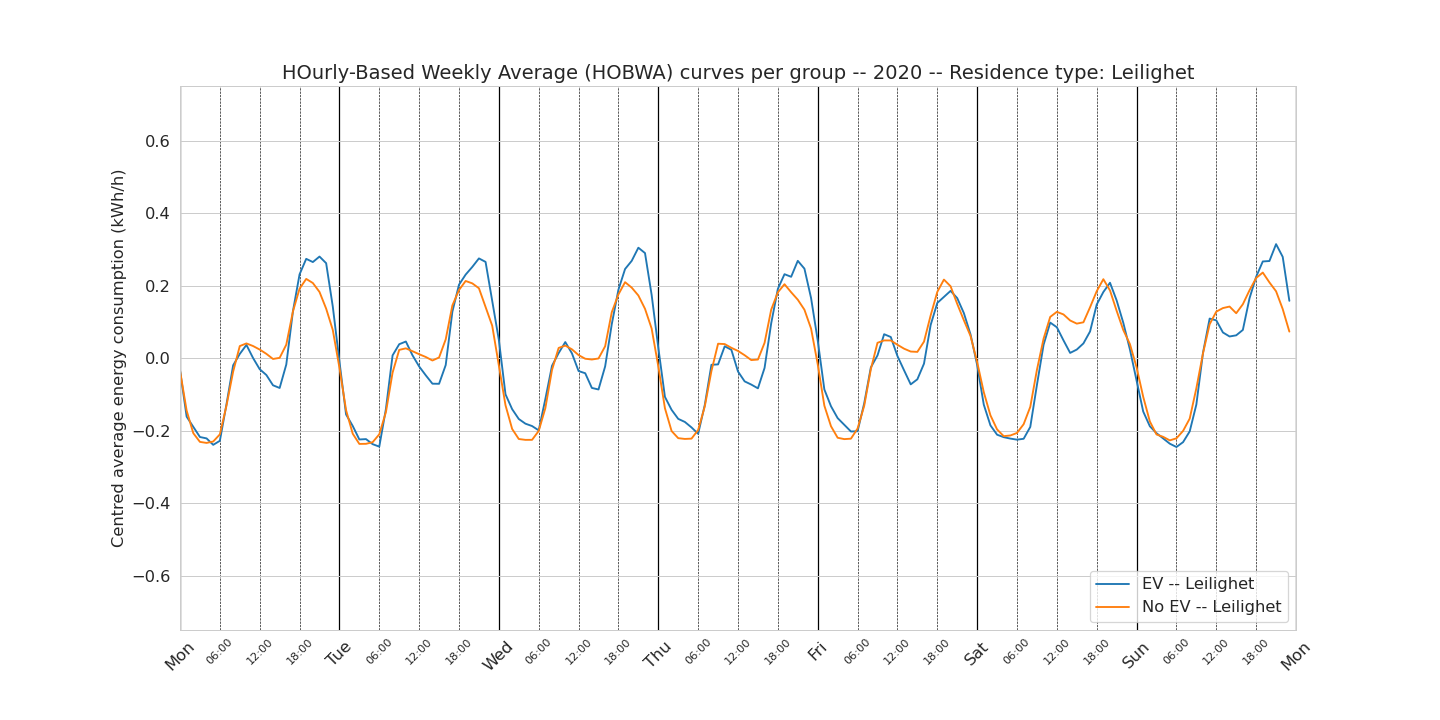 HOurly-Based Weekly Average (HOBWA) curves per group -- 2020 -- Residence type: Leilighet
Centred average energy consumption (kWh/h)
0.6
0.4
0.2
0.0
−0.2
−0.4
−0.6
EV -- Leilighet
No EV -- Leilighet
Mon 06:00 12:00 18:00 Tue 06:00 12:00 18:00 Wed 06:00 12:00 18:00 Thu 06:00 12:00 18:00 Fri 06:00 12:00 18:00 Sat 06:00 12:00 18:00 Sun 06:00 12:00 18:00 Mon